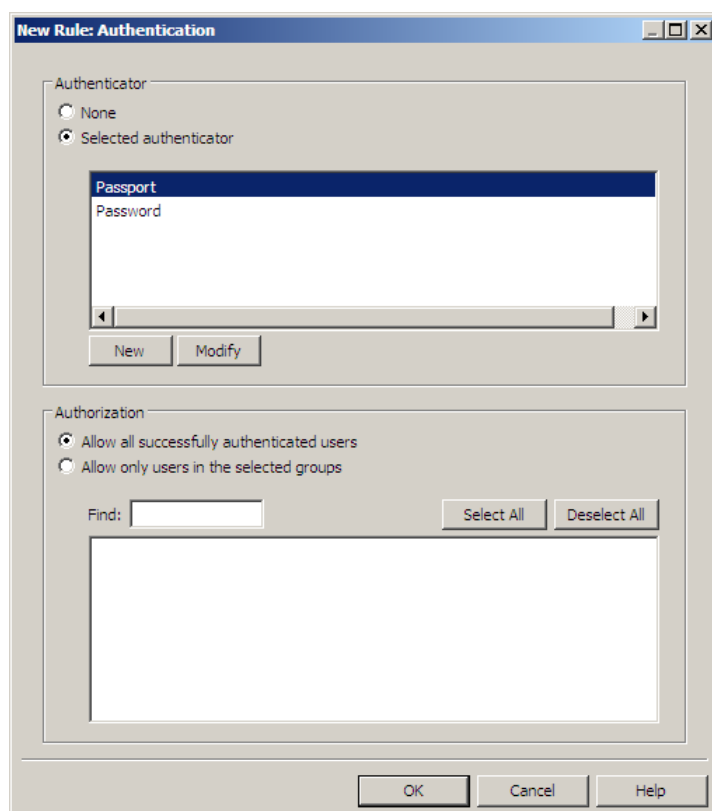 New Rule: Authentication
Authenticator
None
Selected authenticator
Passport
Password
New Modify
Authorization
Allow all successfully authenticated users
Allow only users in the selected groups
Find: Select All Deselect All
OK Cancel Help